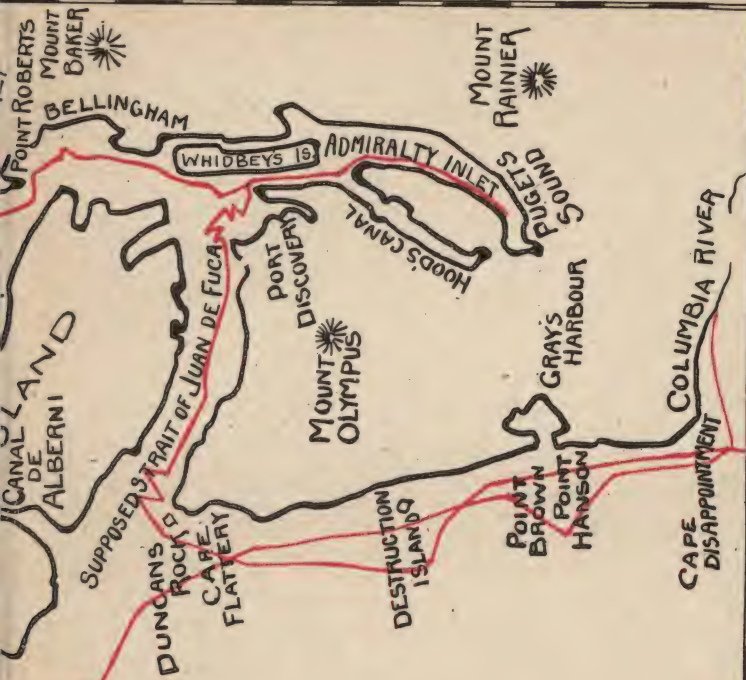 POINT ROBERTS
MOUNT
BAKER
BELLINGHAM
WHIDBEY'S IS.
ADMIRALTY INLET
MOUNT
RAINIER
PUGETS
SOUND
HOOD'S CANAL
PORT
DISCOVERY
SUPPOSED STRAIT OF JUAN DE FUCA
CANAL
DE
ALBERNI
LAND
MOUNT
OLYMPUS
GRAY'S
HARBOUR
COLUMBIA RIVER
DUNCANS
ROCK
CAPE
FLATTERY
DESTRUCTION
ISLAND
POINT
BROWN
POINT
HANSON
CAPE
DISAPPOINTMENT